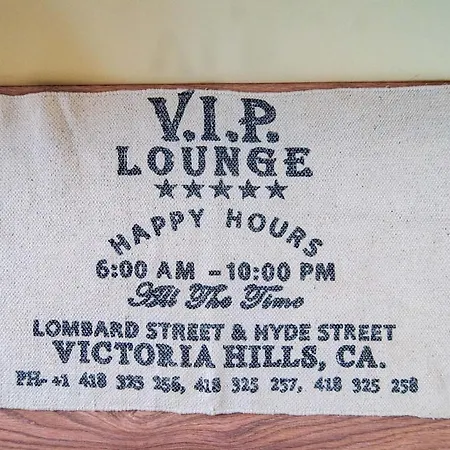 V.I.P.
LOUNGE
★★★★★
HAPPY HOURS
6:00 AM - 10:00 PM
All The Time
LOMBARD STREET & HYDE STREET
VICTORIA HILLS, CA.
PH- +1 418 325 256, 418 325 257, 418 325 258